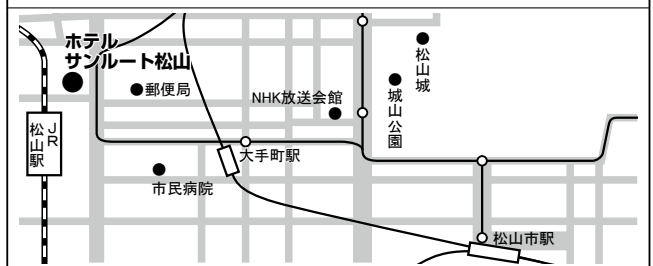 ホテル
サンルート松山
郵便局
NHK放送会館
松山城
城山公園
JR
松山駅
大手町駅
市民病院
松山市駅